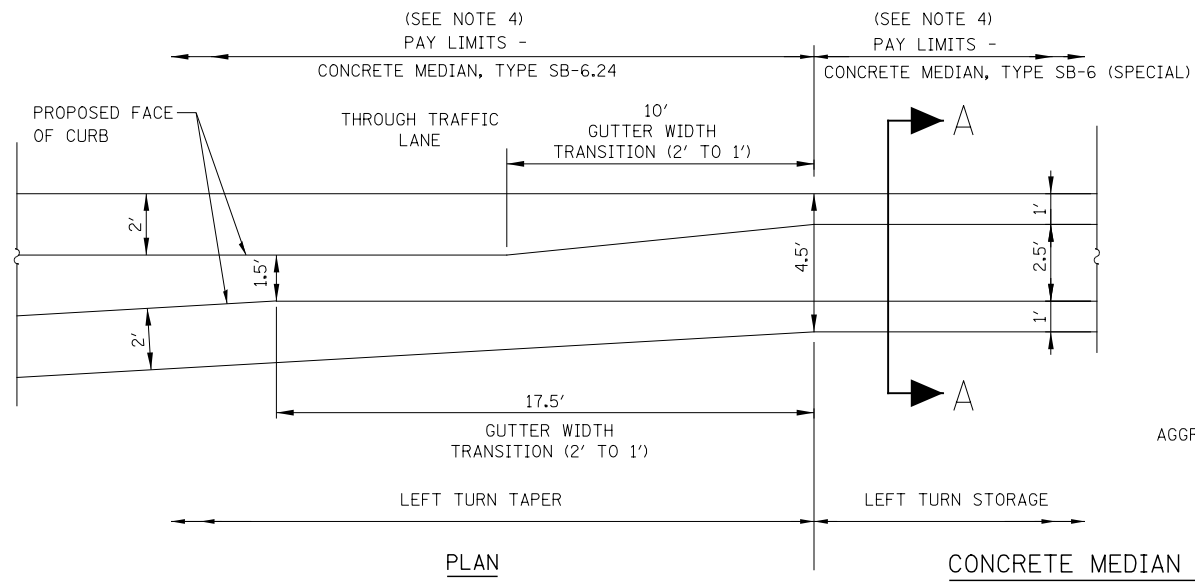 (SEE NOTE 4)
PAY LIMITS -
CONCRETE MEDIAN, TYPE SB-6.24
(SEE NOTE 4)
PAY LIMITS -
CONCRETE MEDIAN, TYPE SB-6 (SPECIAL)
PROPOSED FACE
OF CURB
THROUGH TRAFFIC
LANE
10'
GUTTER WIDTH
TRANSITION (2' TO 1')
A
2'
1.5'
4.5'
1'
2.5'
1'
2'
A
17.5'
GUTTER WIDTH
TRANSITION (2' TO 1')
AGGR
LEFT TURN TAPER
LEFT TURN STORAGE
PLAN
CONCRETE MEDIAN